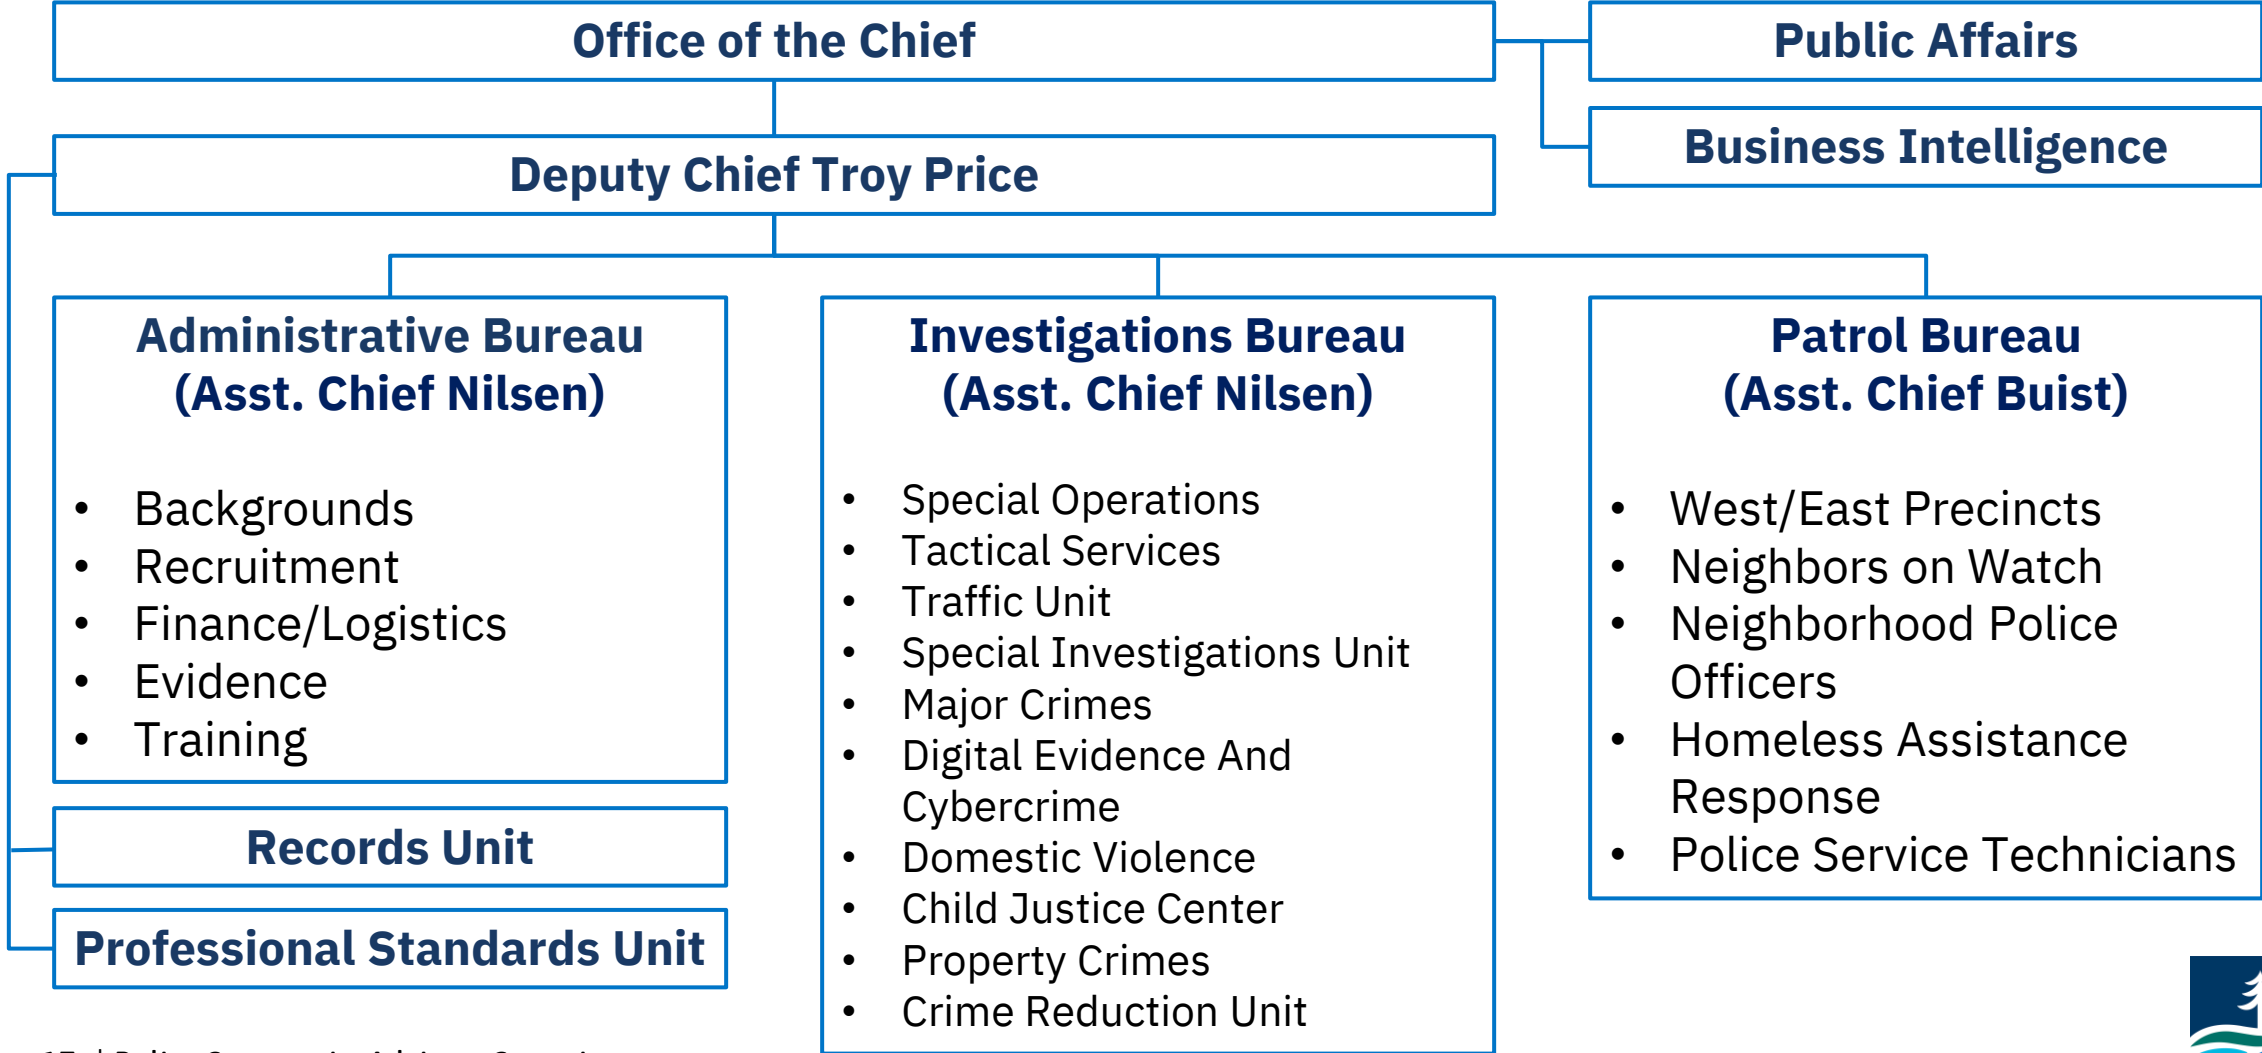 Office of the Chief
Public Affairs
Business Intelligence
Deputy Chief Troy Price
Administrative Bureau
(Asst. Chief Nilsen)
• Backgrounds
• Recruitment
• Finance/Logistics
• Evidence
• Training
Records Unit
Professional Standards Unit
Investigations Bureau
(Asst. Chief Nilsen)
• Special Operations
• Tactical Services
• Traffic Unit
• Special Investigations Unit
• Major Crimes
• Digital Evidence And
Cybercrime
• Domestic Violence
• Child Justice Center
• Property Crimes
• Crime Reduction Unit
Patrol Bureau
(Asst. Chief Buist)
• West/East Precincts
• Neighbors on Watch
• Neighborhood Police
Officers
• Homeless Assistance
Response
• Police Service Technicians